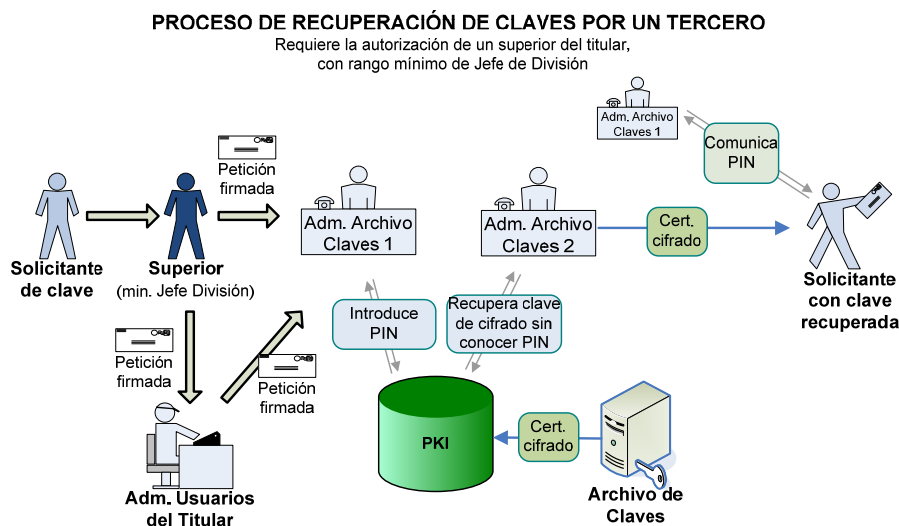 PROCESO DE RECUPERACIÓN DE CLAVES POR UN TERCERO
Requiere la autorización de un superior del titular,
con rango mínimo de Jefe de División
Adm. Archivo
Claves 1
Comunica
PIN
Petición
firmada
Adm. Archivo
Claves 1
Adm. Archivo
Claves 2
Cert.
cifrado
Solicitante
de clave
Superior
(min. Jefe División)
Solicitante
con clave
recuperada
Introduce
PIN
Recupera clave
de cifrado sin
conocer PIN
Petición
firmada
Petición
firmada
PKI
Cert.
cifrado
Adm. Usuarios
del Titular
Archivo de
Claves